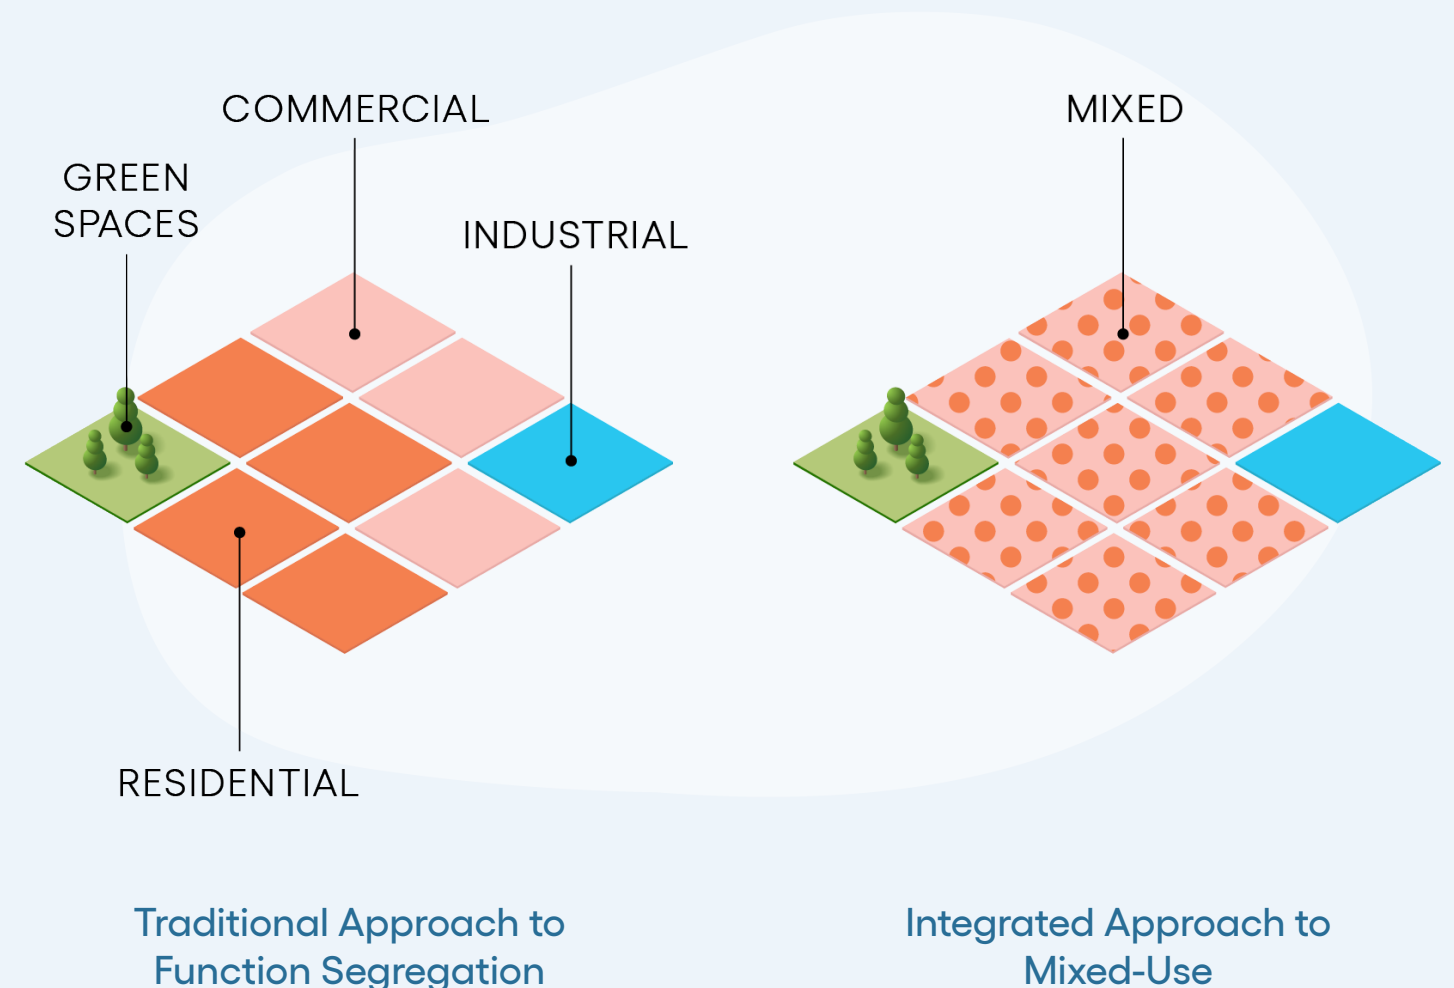 COMMERCIAL
MIXED
GREEN
SPACES
INDUSTRIAL
RESIDENTIAL
Traditional Approach to
Function Segregation
Integrated Approach to
Mixed-Use